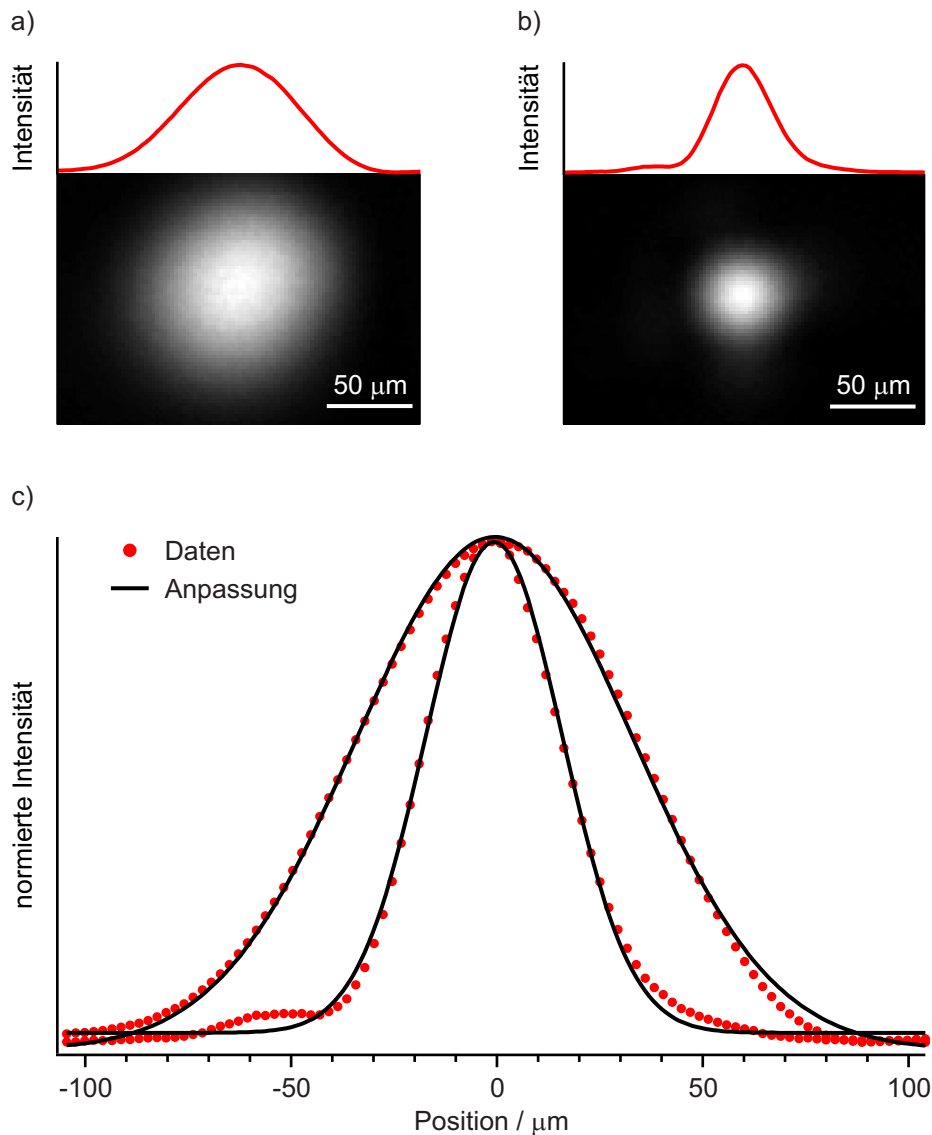 a)
Intensität
50 μm
b)
Intensität
50 μm
c)
Daten
Anpassung
normierte Intensität
-100
-50
0
50
100
Position / μm